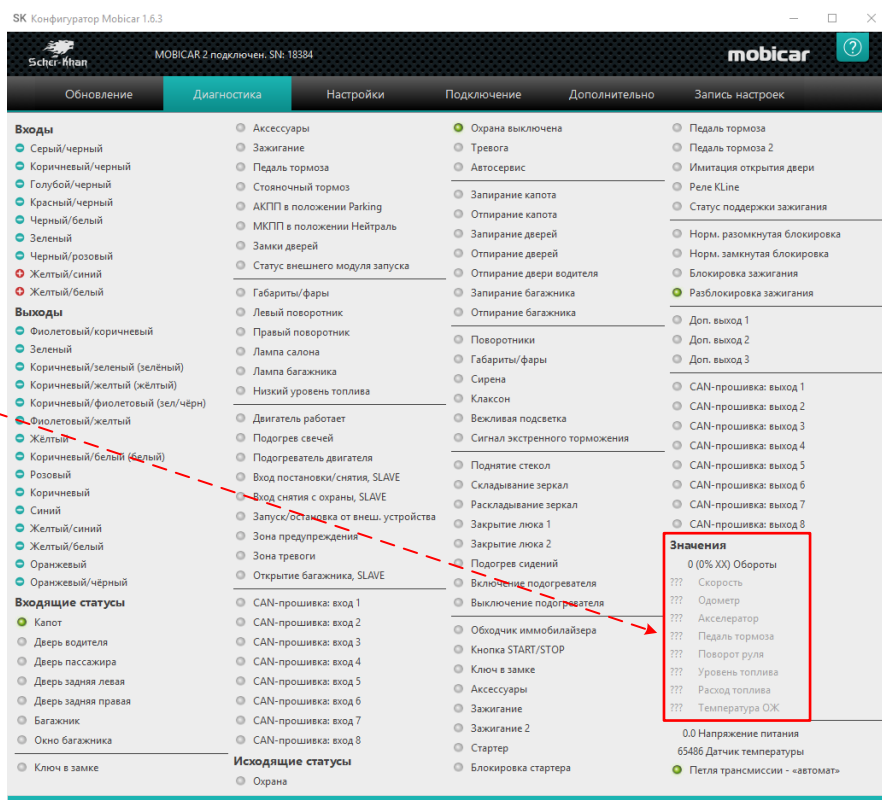 SK Конфигуратор Mobicar 1.6.3
Scher-Khan
MOBICAR 2 подключен. SN: 18384
mobicar
?
Обновление
Диагностика
Настройки
Подключение
Дополнительно
Запись настроек
Входы
Серый/черный
Коричневый/черный
Голубой/черный
Красный/черный
Черный/белый
Зеленый
Черный/розовый
Желтый/синий
Желтый/белый
Выходы
Фиолетовый/коричневый
Зеленый
Коричневый/зеленый (зелёный)
Коричневый/желтый (жёлтый)
Коричневый/фиолетовый (зел/чёрн)
Фиолетовый/желтый
Жёлтый
Коричневый/белый (белый)
Розовый
Коричневый
Синий
Желтый/синий
Желтый/белый
Оранжевый
Оранжевый/чёрный
Входящие статусы
Капот
Дверь водителя
Дверь пассажира
Дверь задняя левая
Дверь задняя правая
Багажник
Окно багажника
Ключ в замке
Аксессуары
Зажигание
Педаль тормоза
Стояночный тормоз
АКПП в положении Parking
МКПП в положении Нейтраль
Замки дверей
Статус внешнего модуля запуска
Габариты/фары
Левый поворотник
Правый поворотник
Лампа салона
Лампа багажника
Низкий уровень топлива
Двигатель работает
Подогрев свечей
Подогреватель двигателя
Вход постановки/снятия, SLAVE
Вход снятия с охраны, SLAVE
Запуск/остановка от внеш. устройства
Зона предупреждения
Зона тревоги
Открытие багажника, SLAVE
CAN-прошивка: вход 1
CAN-прошивка: вход 2
CAN-прошивка: вход 3
CAN-прошивка: вход 4
CAN-прошивка: вход 5
CAN-прошивка: вход 6
CAN-прошивка: вход 7
CAN-прошивка: вход 8
Исходящие статусы
Охрана
Охрана выключена
Тревога
Автосервис
Запирание капота
Отпирание капота
Запирание дверей
Отпирание дверей
Отпирание двери водителя
Запирание багажника
Отпирание багажника
Поворотники
Габариты/фары
Сирена
Клаксон
Вежливая подсветка
Сигнал экстренного торможения
Поднятие стекол
Складывание зеркал
Раскладывание зеркал
Закрытие люка 1
Закрытие люка 2
Подогрев сидений
Включение подогревателя
Выключение подогревателя
Обходчик иммобилайзера
Кнопка START/STOP
Ключ в замке
Аксессуары
Зажигание
Зажигание 2
Стартер
Блокировка стартера
Педаль тормоза
Педаль тормоза 2
Имитация открытия двери
Реле KLine
Статус поддержки зажигания
Норм. разомкнутая блокировка
Норм. замкнутая блокировка
Блокировка зажигания
Разблокировка зажигания
Доп. выход 1
Доп. выход 2
Доп. выход 3
CAN-прошивка: выход 1
CAN-прошивка: выход 2
CAN-прошивка: выход 3
CAN-прошивка: выход 4
CAN-прошивка: выход 5
CAN-прошивка: выход 6
CAN-прошивка: выход 7
CAN-прошивка: выход 8
Значения
0 (0% XX) Обороты
??? Скорость
??? Одометр
??? Акселератор
??? Педаль тормоза
??? Поворот руля
??? Уровень топлива
??? Расход топлива
??? Температура ОЖ
0.0 Напряжение питания
65486 Датчик температуры
Петля трансмиссии - «автомат»